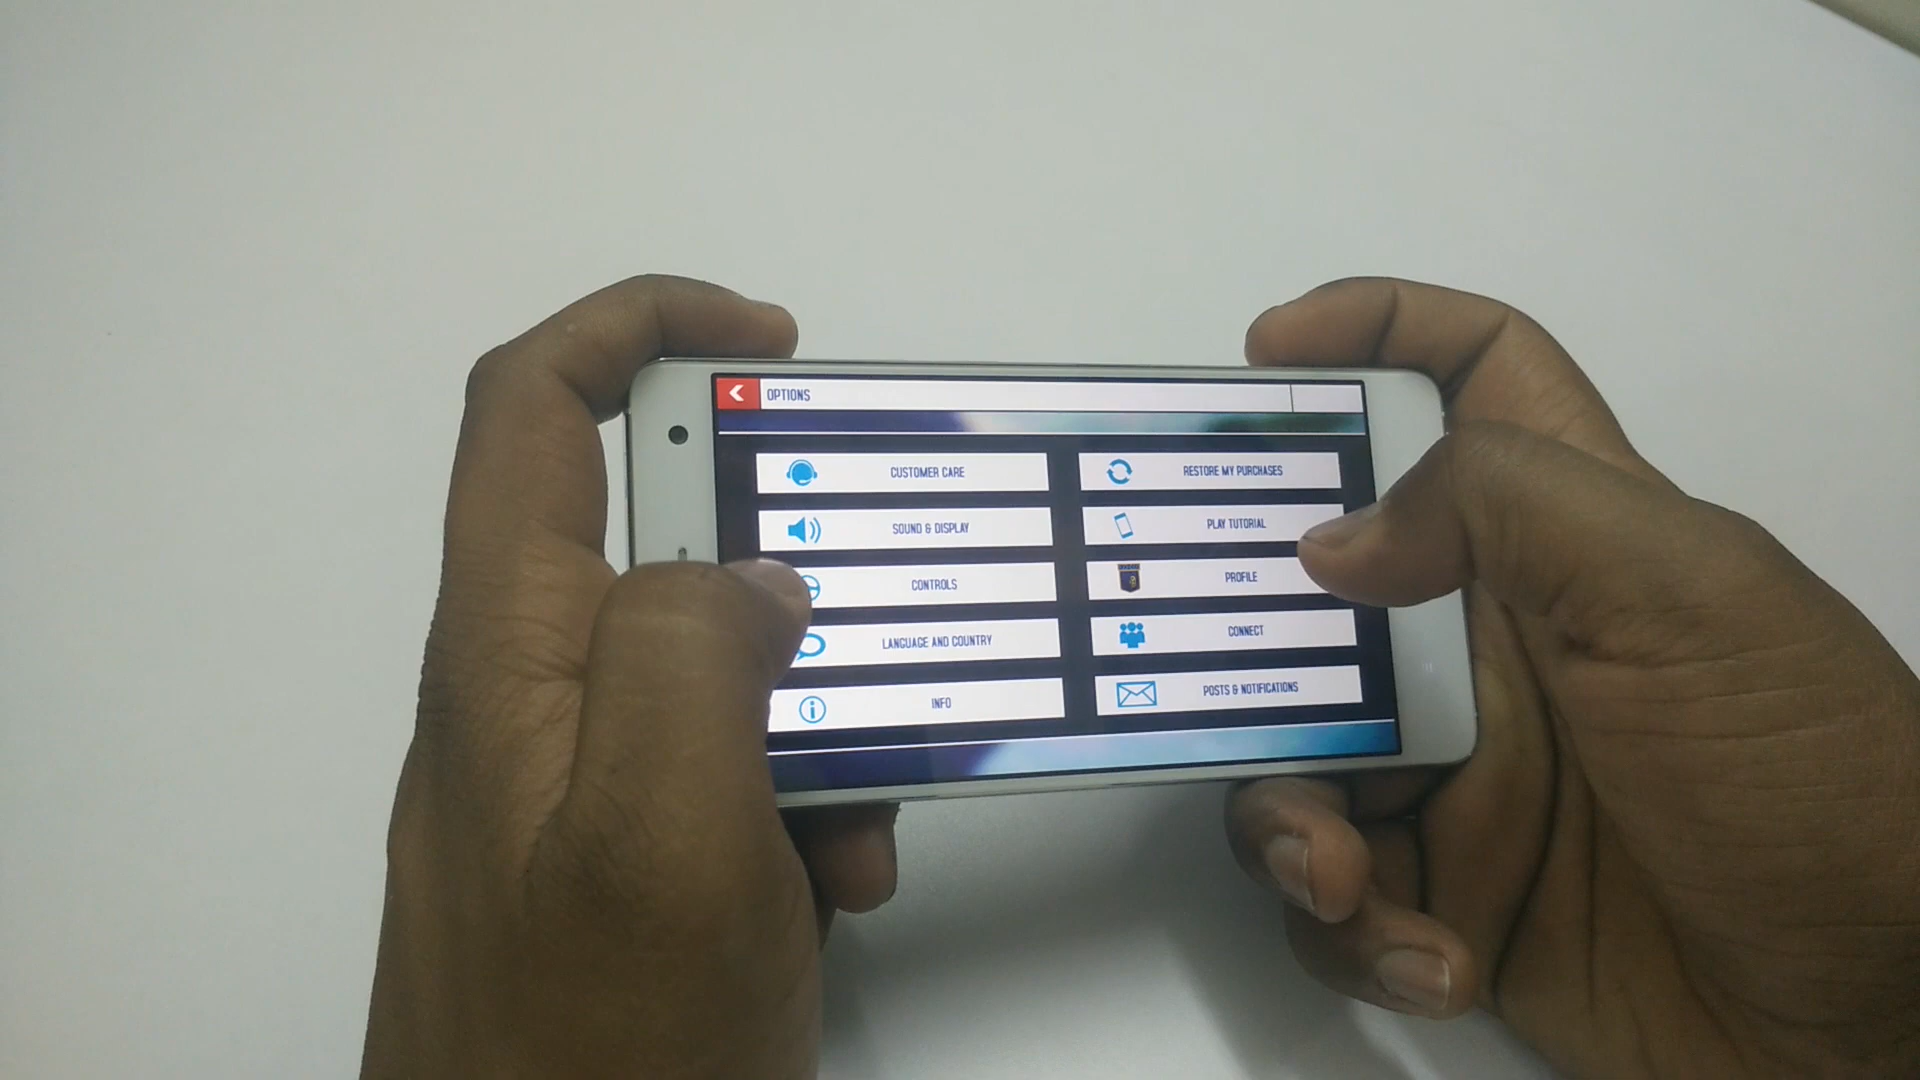 OPTIONS
CUSTOMER CARE
RESTORE MY PURCHASES
SOUND & DISPLAY
PLAY TUTORIAL
CONTROLS
PROFILE
LANGUAGE AND COUNTRY
CONNECT
INFO
POSTS & NOTIFICATIONS